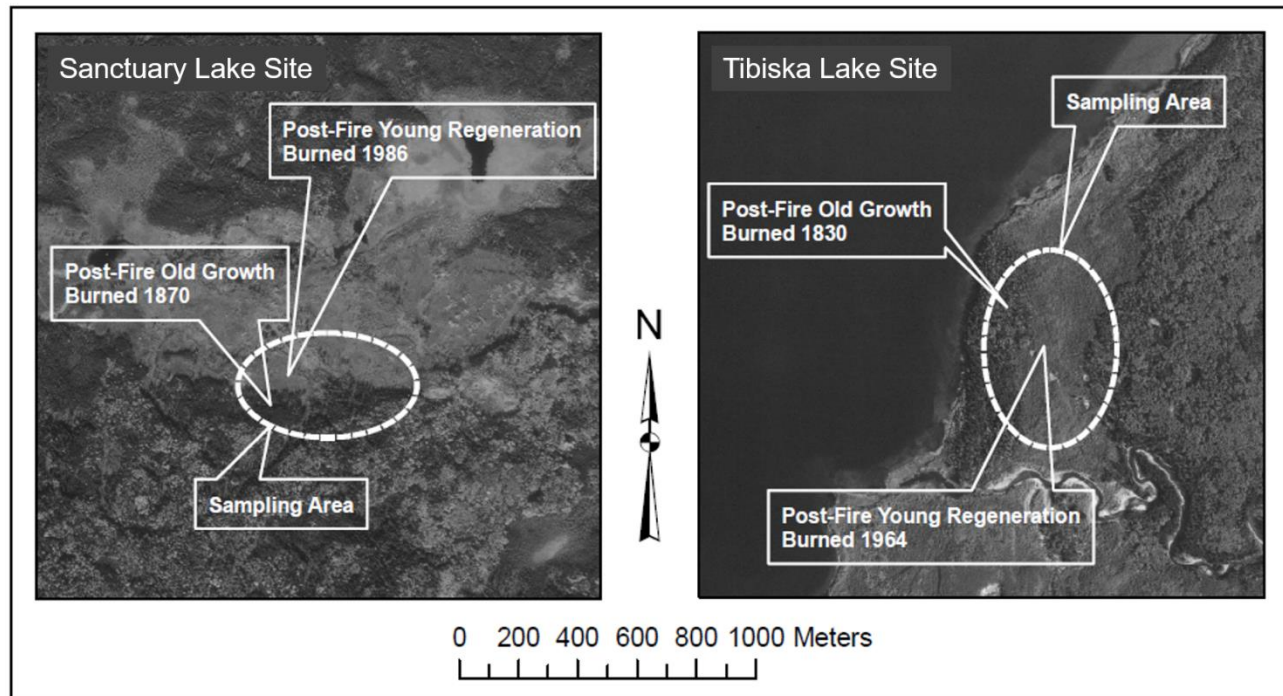 Sanctuary Lake Site
Post-Fire Young Regeneration
Burned 1986
Post-Fire Old Growth
Burned 1870
Sampling Area
N
Tibiska Lake Site
Sampling Area
Post-Fire Old Growth
Burned 1830
Post-Fire Young Regeneration
Burned 1964
0 200 400 600 800 1000 Meters